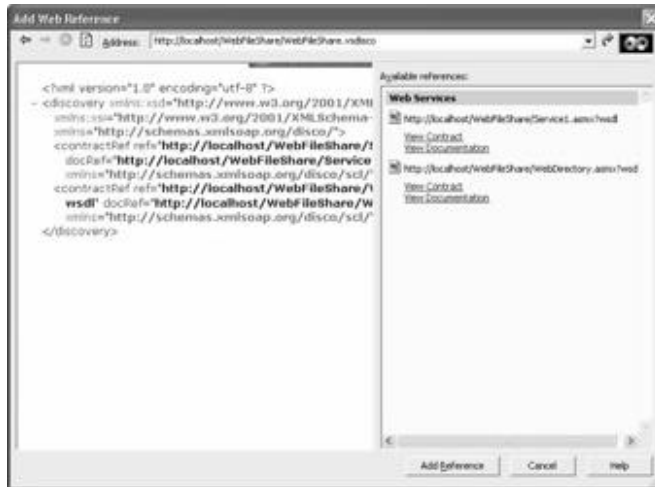 Add Web Reference
Address: http://localhost/WebFileShare/WebFileShare.vsdisco
<?xml version="1.0" encoding="utf-8" ?>
- <discovery xmlns:xsd="http://www.w3.org/2001/XMl
xmlns:xsi="http://www.w3.org/2001/XMLSchema-
xmlns="http://schemas.xmlsoap.org/disco/">
<contractRef ref="http://localhost/WebFileShare/S
docRef="http://localhost/WebFileShare/Service
xmlns="http://schemas.xmlsoap.org/disco/scl/"
<contractRef ref="http://localhost/WebFileShare/W
wsdl" docRef="http://localhost/WebFileShare/W
xmlns="http://schemas.xmlsoap.org/disco/scl/"
</discovery>
Available references:
Web Services
http://localhost/WebFileShare/Service1.asmx?wsdl
View Contract
View Documentation
http://localhost/WebFileShare/WebDirectory.asmx?wsd
View Contract
View Documentation
Add Reference
Cancel
Help